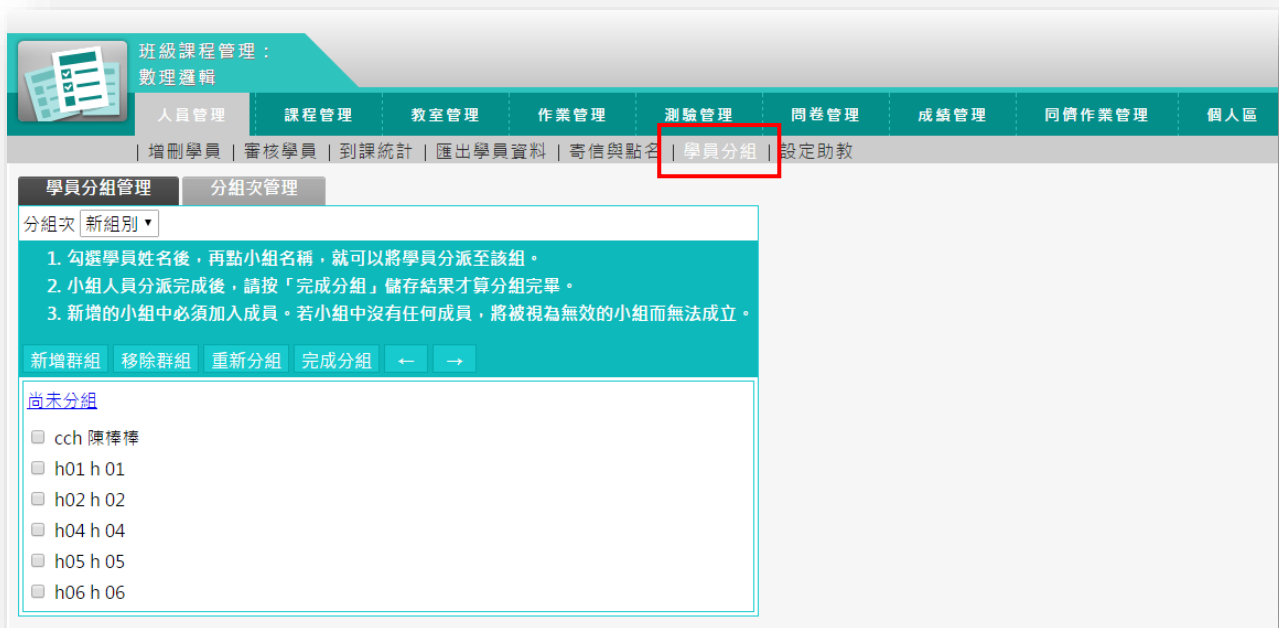 班級課程管理：
數理邏輯
人員管理 課程管理 教室管理 作業管理 測驗管理 問卷管理 成績管理 同儕作業管理 個人區
| 增刪學員 | 審核學員 | 到課統計 | 匯出學員資料 | 寄信與點名 | 學員分組 | 設定助教
學員分組管理 分組次管理
分組次 新組別
1. 勾選學員姓名後，再點小組名稱，就可以將學員分派至該組。
2. 小組人員分派完成後，請按「完成分組」儲存結果才算分組完畢。
3. 新增的小組中必須加入成員。若小組中沒有任何成員，將被視為無效的小組而無法成立。
新增群組 移除群組 重新分組 完成分組 ← →
尚未分組
cch 陳棒棒
h01 h 01
h02 h 02
h04 h 04
h05 h 05
h06 h 06